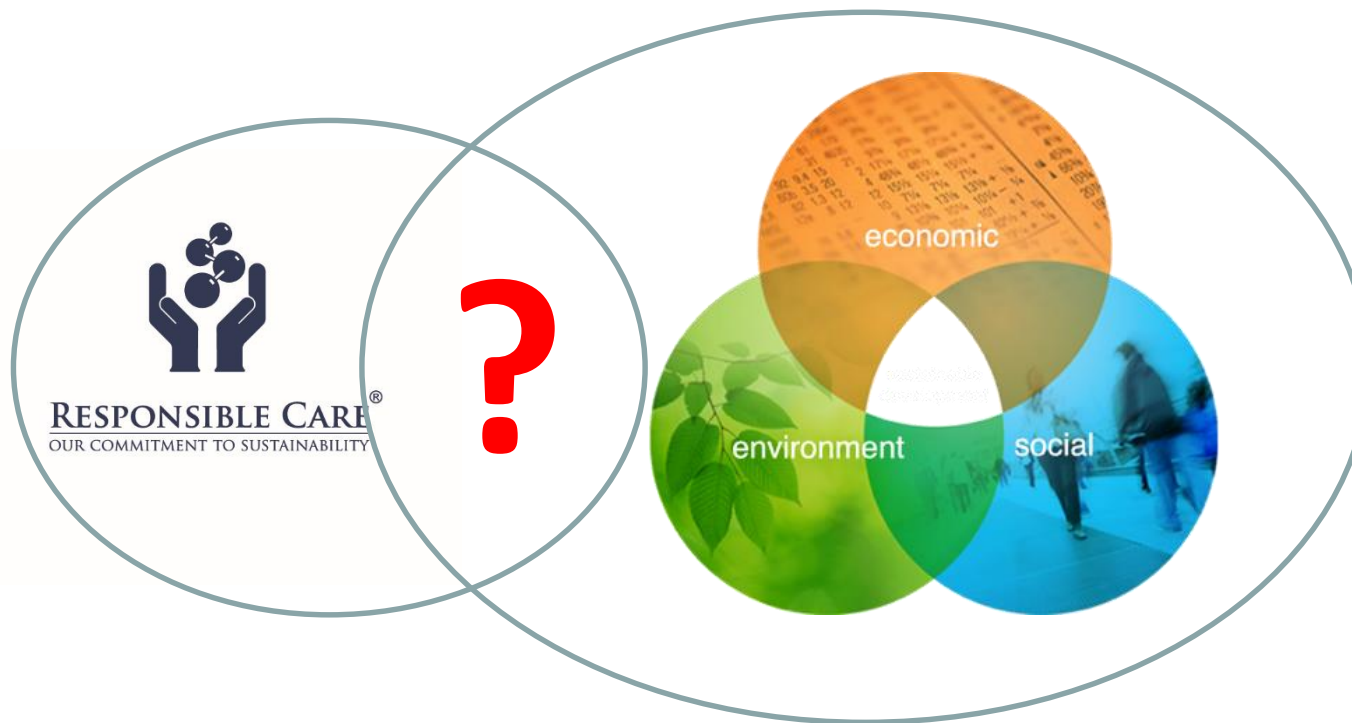 RESPONSIBLE CARE®
OUR COMMITMENT TO SUSTAINABILITY
?
economic
environment
social